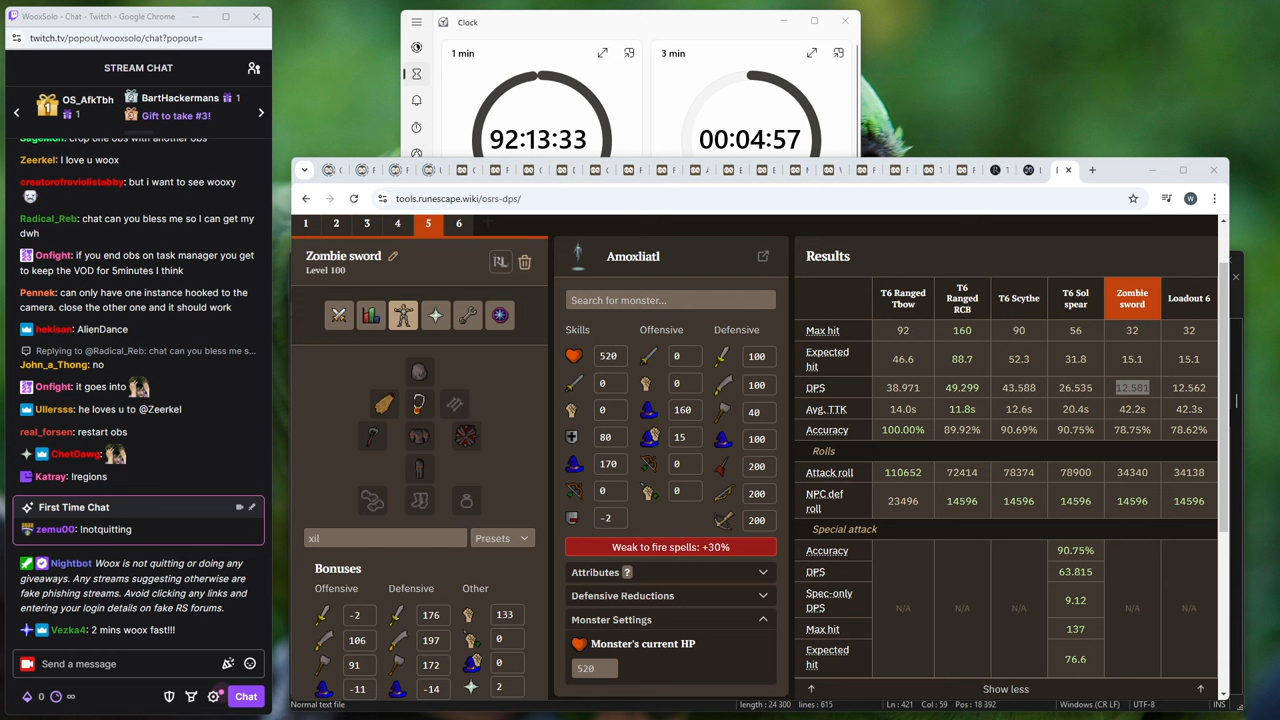 WooxSolo - Chat - Twitch - Google Chrome
twitch.tv/popout/wooxsolo/chat?popout=
STREAM CHAT
OS_AfkTbh
1
1
BartHackermans 1
Gift to take #3!
SageMon: crop one obs with another obs
Zeerkel: I love u woox
creatorofraviolistabby: but i want to see wooxy
Radical_Reb: chat can you bless me so I can get my
dwh
Onfight: if you end obs on task manager you get
to keep the VOD for 5minutes I think
Pennek: can only have one instance hooked to the
camera. close the other one and it should work
hekisan: AlienDance
Replying to @Radical_Reb: chat can you bless me s...
John_a_Thong: no
Onfight: it goes into
Ullersss: he loves u to @Zeerkel
real_forsen: restart obs
ChetDawg:
Katray: !regions
First Time Chat
zemu00: !notquitting
Nightbot Woox is not quitting or doing any
giveaways. Any streams suggesting otherwise are
fake phishing streams. Avoid clicking any links and
entering your login details on fake RS forums.
Vezka4: 2 mins woox fast!!!
Send a message
0 ∞
Chat
Clock
1 min
92:13:33
3 min
00:04:57
tools.runescape.wiki/osrs-dps/
W
1 2 3 4 5 6
Zombie sword
Level 100
xil
Presets
Bonuses
Offensive Defensive Other
-2 176 133
106 197 0
91 172 0
-11 -14 2
Amoxliatl
Search for monster...
Skills Offensive Defensive
520 0 100
0 0 100
0 160 40
80 15 100
170 0 200
0 0 200
-2 200
Weak to fire spells: +30%
Attributes ?
Defensive Reductions
Monster Settings
Monster's current HP
520
Results
T6 Ranged Tbow T6 Ranged RCB T6 Scythe T6 Sol spear Zombie sword Loadout 6
Max hit 92 160 90 56 32 32
Expected hit 46.6 88.7 52.3 31.8 15.1 15.1
DPS 38.971 49.299 43.588 26.535 12.581 12.562
Avg. TTK 14.0s 11.8s 12.6s 20.4s 42.2s 42.3s
Accuracy 100.00% 89.92% 90.69% 90.75% 78.75% 78.62%
Rolls
Attack roll 110652 72414 78374 78900 34340 34138
NPC def roll 23496 14596 14596 14596 14596 14596
Special attack
Accuracy 90.75%
DPS 63.815
N/A N/A N/A N/A N/A
Spec-only DPS 9.12
Max hit 137
Expected hit 76.6
Show less
Normal text file
length : 24 300 lines : 615
Ln : 421 Col : 59 Pos : 18 392
Windows (CR LF)
UTF-8
INS